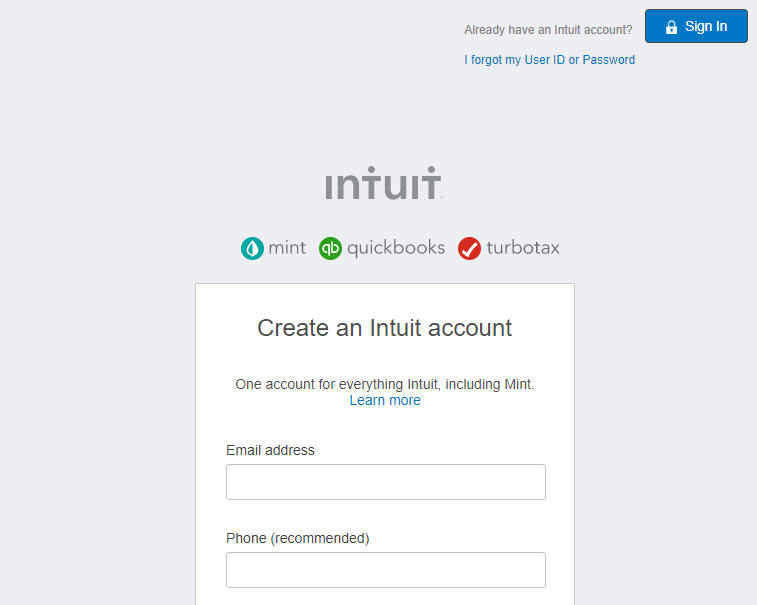 Already have an Intuit account?
Sign In
I forgot my User ID or Password
intuit
mint
qb quickbooks
turbotax
Create an Intuit account
One account for everything Intuit, including Mint.
Learn more
Email address
Phone (recommended)